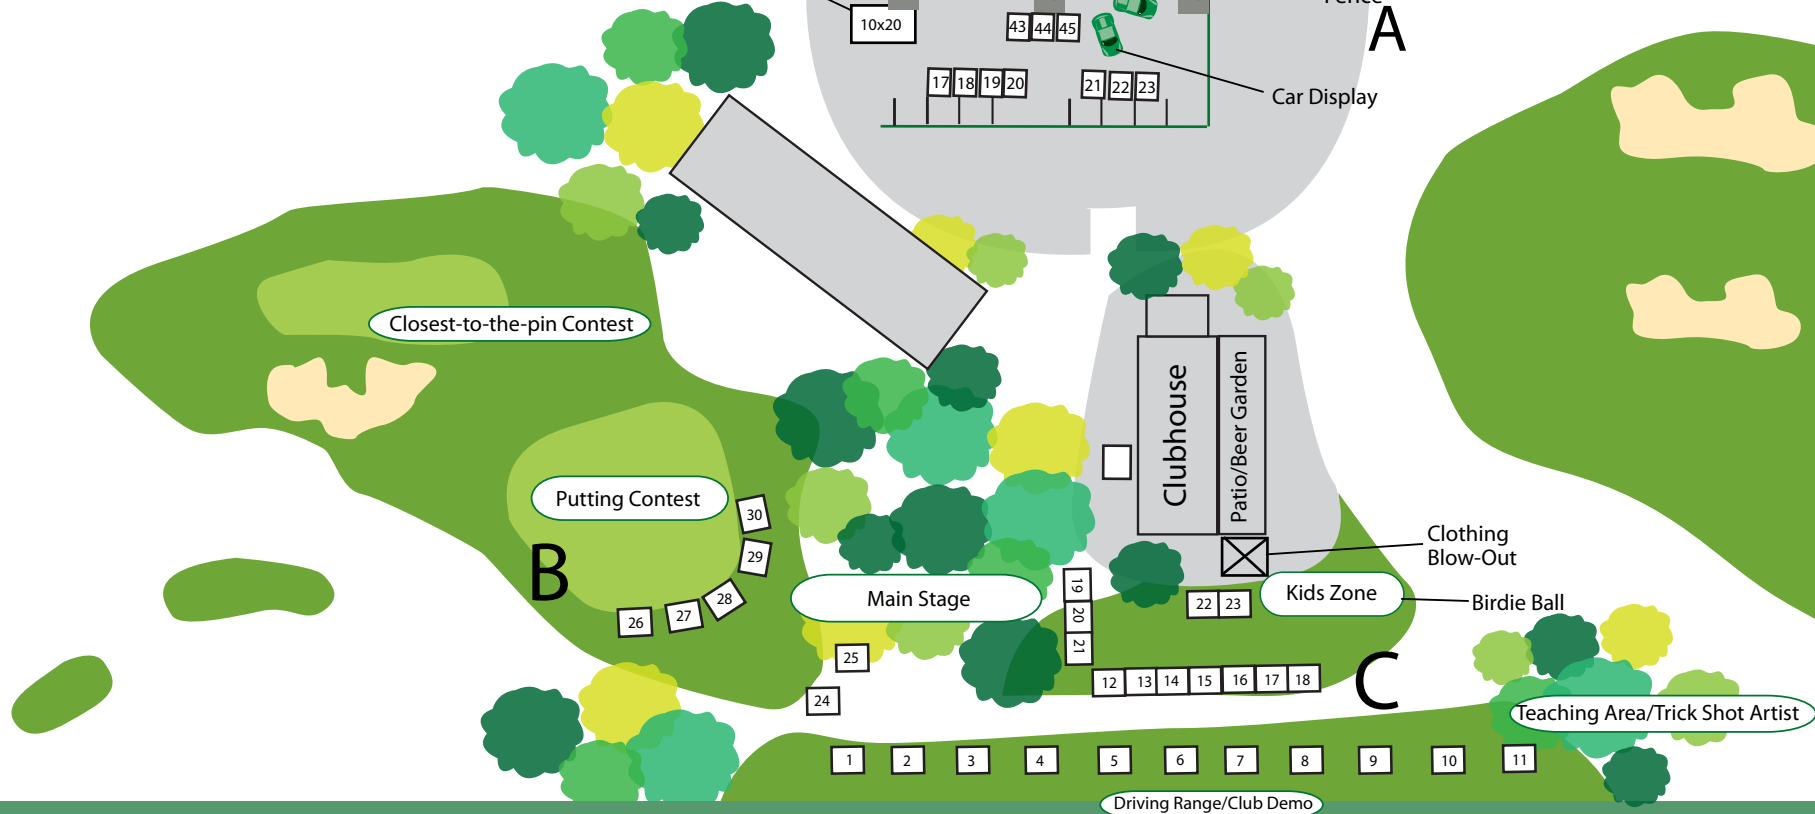 Fence
A
10x20
43 44 45
17 18 19 20
21 22 23
Car Display
Closest-to-the-pin Contest
Clubhouse
Patio/Beer Garden
Putting Contest
30
29
28
27
26
B
Clothing
Blow-Out
Main Stage
19
20
21
22 23
Kids Zone
Birdie Ball
25
24
12 13 14 15 16 17 18
C
Teaching Area/Trick Shot Artist
1 2 3 4 5 6 7 8 9 10 11
Driving Range/Club Demo